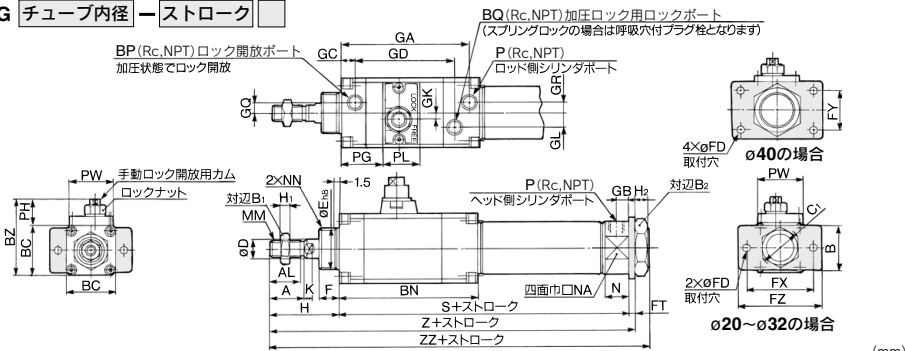 G チューブ内径 ー ストローク
BQ(Rc,NPT)加圧ロック用ロックポート
(スプリングロックの場合は呼吸穴付プラグ栓となります)
BP(Rc,NPT)ロック開放ポート
加圧状態でロック開放
GA
GC
GD
P(Rc,NPT)
ロッド側シリンダポート
GQ
GK
LOCK
FREE
GR
GL
PG
PL
FY
4×øFD
取付穴
ø40の場合
PW
手動ロック開放用カム
ロックナット
PH
BZ
BC
BC
2×NN
対辺B1
H1
MM
øD
øEh8
1.5
P(Rc,NPT)
ヘッド側シリンダポート
GB
H2
対辺B2
AL
A
K
F
H
BN
四面巾□NA
N
FT
S+ストローク
Z+ストローク
ZZ+ストローク
PW
C1
B
2×øFD
取付穴
FX
FZ
ø20〜ø32の場合
(mm)